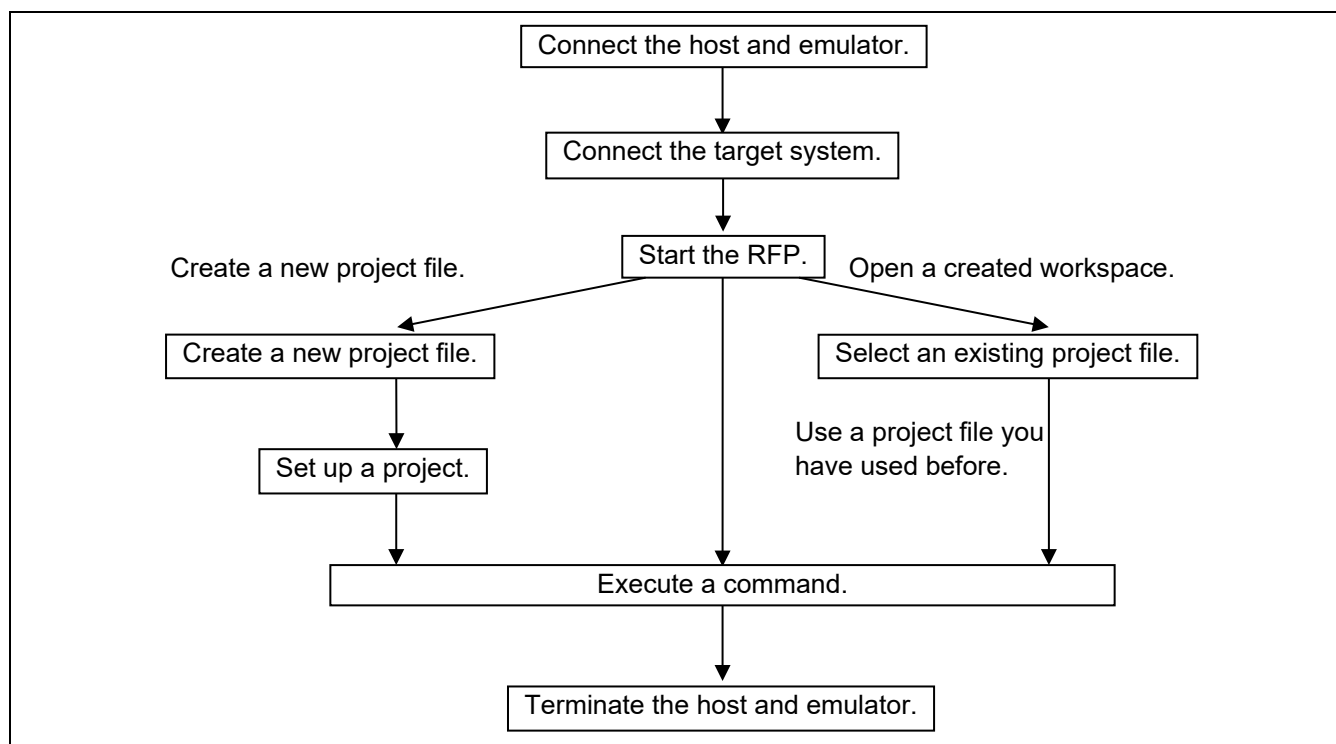 Connect the host and emulator.
Connect the target system.
Start the RFP.
Create a new project file.
Open a created workspace.
Create a new project file.
Select an existing project file.
Use a project file you
have used before.
Set up a project.
Execute a command.
Terminate the host and emulator.